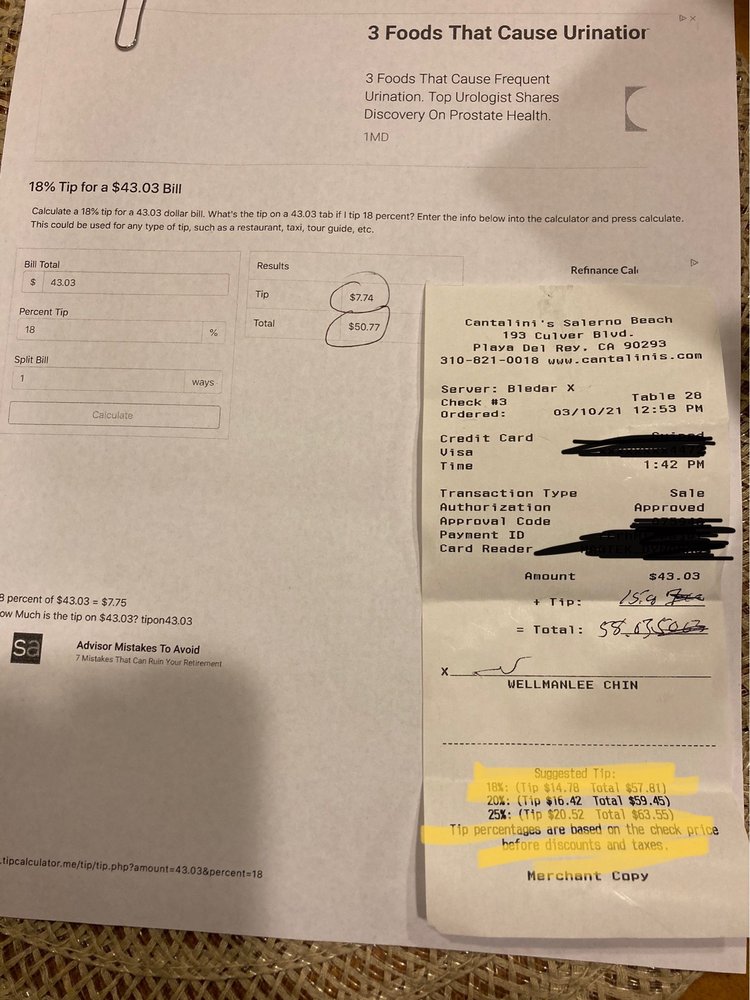 3 Foods That Cause Urination
3 Foods That Cause Frequent
Urination. Top Urologist Shares
Discovery On Prostate Health.
1MD
18% Tip for a $43.03 Bill
Calculate a 18% tip for a 43.03 dollar bill. What's the tip on a 43.03 tab if I tip 18 percent? Enter the info below into the calculator and press calculate.
This could be used for any type of tip, such as a restaurant, taxi, tour guide, etc.
Bill Total
$ 43.03
Percent Tip
18 %
Split Bill
1 ways
Calculate
Results
Tip $7.74
Total $50.77
Refinance Calc
8 percent of $43.03 = $7.75
ow Much is the tip on $43.03? tipon43.03
sa
Advisor Mistakes To Avoid
7 Mistakes That Can Ruin Your Retirement
.tipcalculator.me/tip/tip.php?amount=43.03&percent=18
Cantalini's Salerno Beach
193 Culver Blvd.
Playa Del Rey, CA 90293
310-821-0018 www.cantalinis.com
Server: Bledar X
Check #3 Table 28
Ordered: 03/10/21 12:53 PM
Credit Card
Visa
Time 1:42 PM
Transaction Type Sale
Authorization Approved
Approval Code
Payment ID
Card Reader
Amount $43.03
+ Tip:
= Total: 58.03
X
WELLMANLEE CHIN
Suggested Tip:
18%: (Tip $14.78 Total $57.81)
20%: (Tip $16.42 Total $59.45)
25%: (Tip $20.52 Total $63.55)
Tip percentages are based on the check price
before discounts and taxes.
Merchant Copy